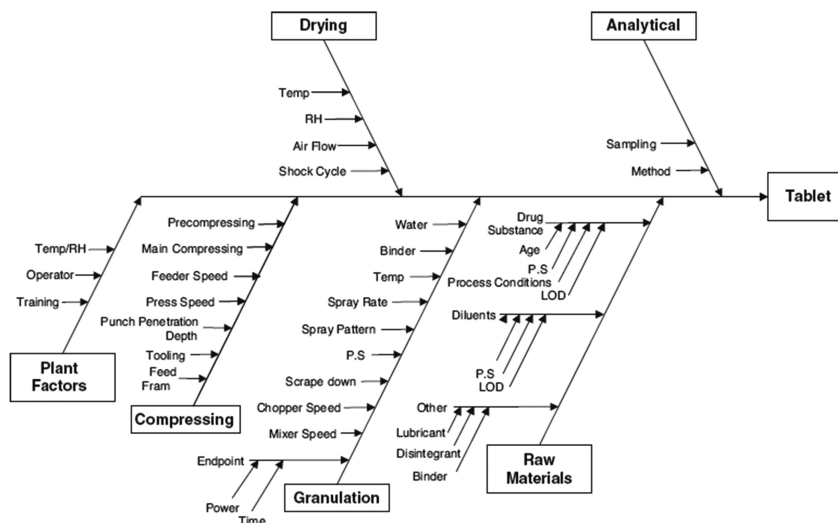 Drying
Analytical
Temp
RH
Air Flow
Shock Cycle
Sampling
Method
Tablet
Temp/RH
Operator
Training
Plant
Factors
Precompressing
Main Compressing
Feeder Speed
Press Speed
Punch Penetration
Depth
Tooling
Feed
Fram
Compressing
Water
Binder
Temp
Spray Rate
Spray Pattern
P.S
Scrape down
Chopper Speed
Mixer Speed
Endpoint
Power
Time
Granulation
Drug
Substance
Age
P.S
Process Conditions
LOD
Diluents
P.S
LOD
Other
Lubricant
Disintegrant
Binder
Raw
Materials